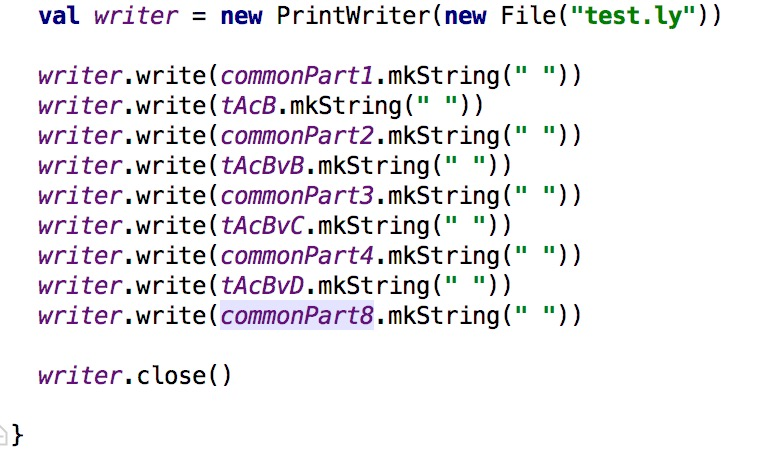 val writer = new PrintWriter(new File("test.ly"))
writer.write(commonPart1.mkString(" "))
writer.write(tAcB.mkString(" "))
writer.write(commonPart2.mkString(" "))
writer.write(tAcBvB.mkString(" "))
writer.write(commonPart3.mkString(" "))
writer.write(tAcBvC.mkString(" "))
writer.write(commonPart4.mkString(" "))
writer.write(tAcBvD.mkString(" "))
writer.write(commonPart8.mkString(" "))
writer.close()
}